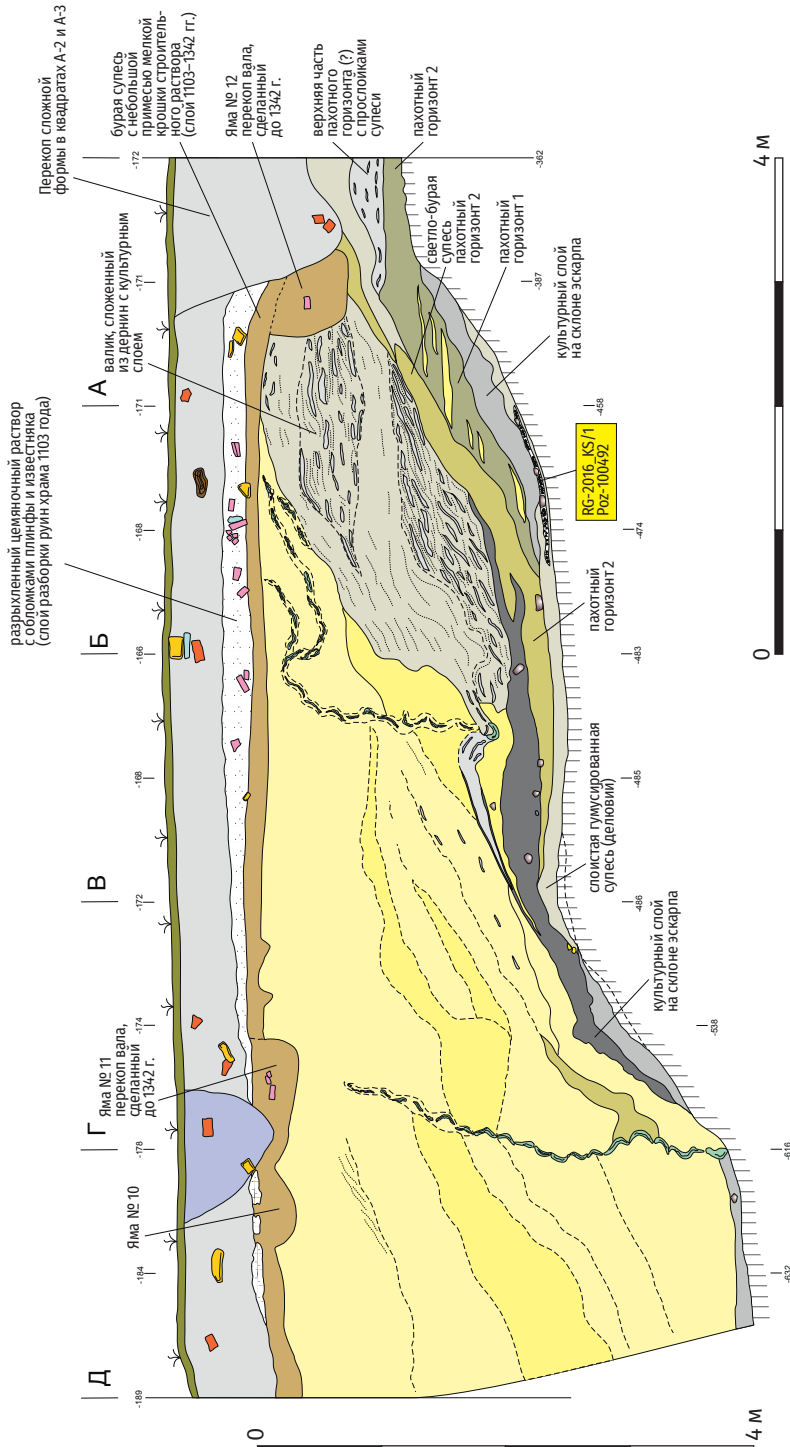 Перекоп сложной
формы в квадратах А-2 и А-3
бурая супесь
с небольшой
примесью мелкой
крошки строитель-
ного раствора
(слой 1103–1342 гг.)
Яма № 12
перекоп вала,
сделанный
до 1342 г.
верхняя часть
пахотного
горизонта (?)
с прослойками
супеси
пахотный
горизонт 2
валик, сложенный
из дернин с культурным
слоем
разрыхленный цемяночный раствор
с обломками плинфы и известняка
(слои разборки руин храма 1103 года)
Яма № 11
перекоп вала,
сделанный
до 1342 г.
Яма № 10
Д
Г
В
Б
А
-189
-184
-178
-174
-172
-168
-166
-168
-171
-171
-172
светло-бурая
супесь
пахотный
горизонт 2
пахотный
горизонт 1
культурный слой
на склоне эскарпа
RG-2016_KS/1
Poz-100492
пахотный
горизонт 2
слоистая гумусированная
супесь (делювий)
культурный слой
на склоне эскарпа
-632
-616
-538
-486
-485
-483
-474
-458
-387
-362
0
4 м
0
4 м